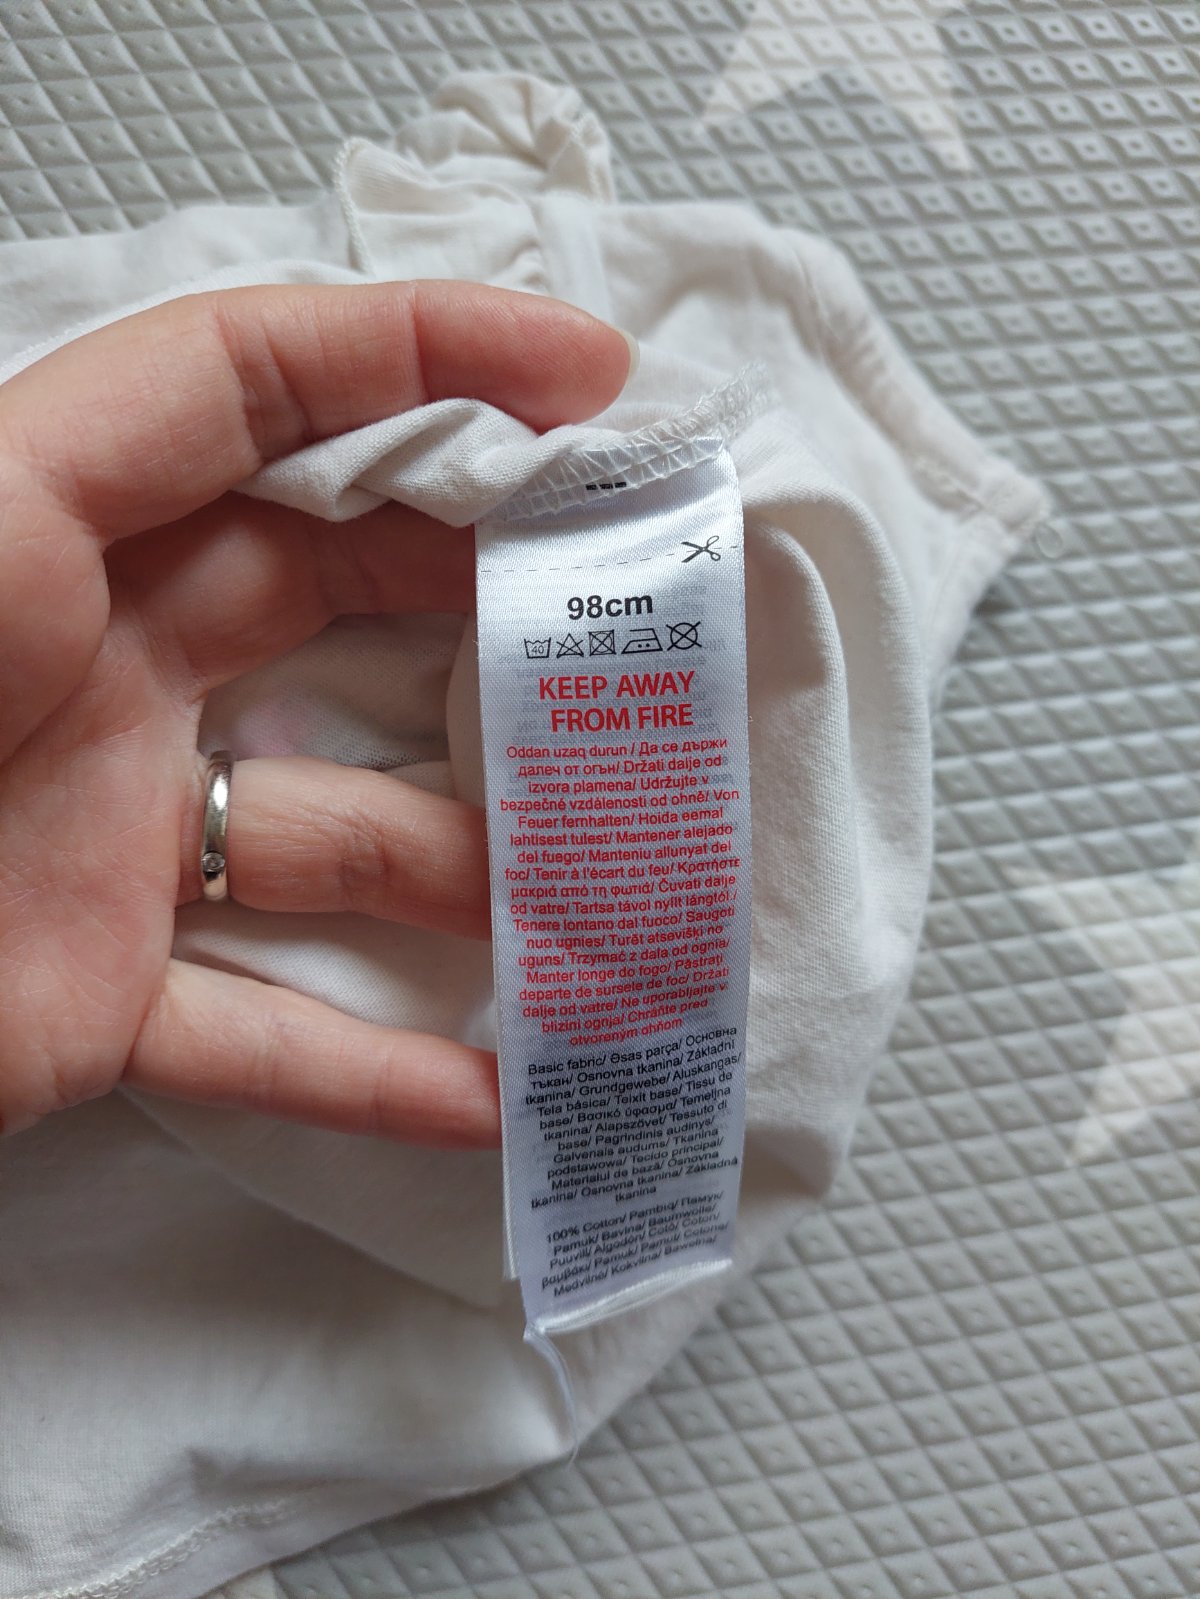 98cm
40
KEEP AWAY
FROM FIRE
Oddan uzaq durun / Да се държи
далеч от огън/ Držati dalje od
izvora plamena/ Udržujte v
bezpečné vzdálenosti od ohně/ Von
Feuer fernhalten/ Hoida eemal
lahtisest tulest/ Mantener alejado
del fuego/ Manteniu allunyat del
foc/ Tenir à l'écart du feu/ Κρατήστε
μακριά από τη φωτιά/ Čuvati dalje
od vatre/ Tartsa távol nyílt lángtól /
Tenere lontano dal fuoco/ Saugoti
nuo ugnies/ Turēt atsevišķi no
uguns/ Trzymać z dala od ognia/
Manter longe do fogo/ Păstrați
departe de sursele de foc/ Držati
dalje od vatre/ Ne uporabljajte v
blizini ognja/ Chráňte pred
otvoreným ohňom
Basic fabric/ Əsas parça/ Основна
тъкан/ Osnovna tkanina/ Základní
tkanina/ Grundgewebe/ Aluskangas/
Tela básica/ Teixit base/ Tissu de
base/ Βασικό ύφασμα/ Temeljna
tkanina/ Alapszövet/ Tessuto di
base/ Pagrindinis audinys/
Galvenais audums/ Tkanina
podstawowa/ Tecido principal/
Material­ul de bază/ Osnovna
tkanina/ Osnovna tkanina/ Základná
tkanina
100% Cotton/ Pambıq/ Памук/
Pamuk/ Bavlna/ Baumwolle/
Puuvill/ Algodón/ Cotó/ Coton/
βαμβάκι/ Pamuk/ Pamut/ Cotone/
Medvilnė/ Kokvilna/ Bawełna/